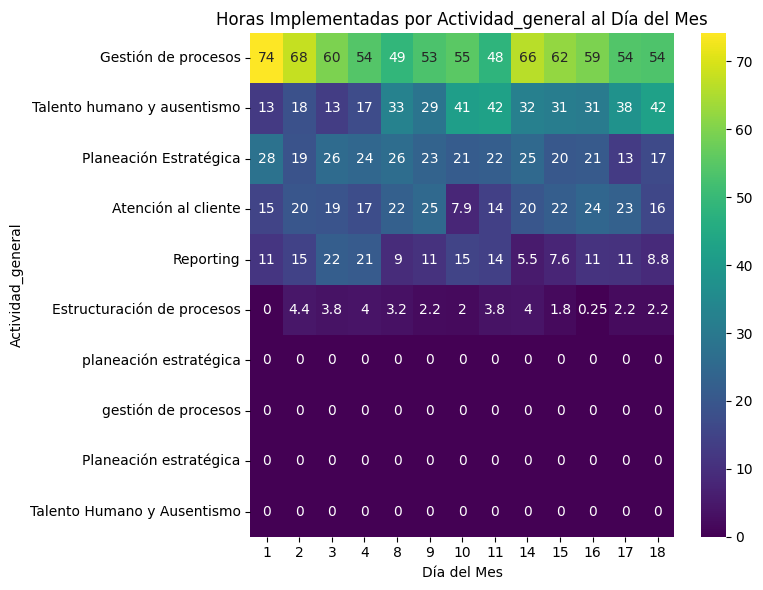 Horas Implementadas por Actividad_general al Día del Mes
Gestión de procesos 74 68 60 54 49 53 55 48 66 62 59 54 54
Talento humano y ausentismo 13 18 13 17 33 29 41 42 32 31 31 38 42
Planeación Estratégica 28 19 26 24 26 23 21 22 25 20 21 13 17
Atención al cliente 15 20 19 17 22 25 7.9 14 20 22 24 23 16
Reporting 11 15 22 21 9 11 15 14 5.5 7.6 11 11 8.8
Estructuración de procesos 0 4.4 3.8 4 3.2 2.2 2 3.8 4 1.8 0.25 2.2 2.2
planeación estratégica 0 0 0 0 0 0 0 0 0 0 0 0 0
gestión de procesos 0 0 0 0 0 0 0 0 0 0 0 0 0
Planeación estratégica 0 0 0 0 0 0 0 0 0 0 0 0 0
Talento Humano y Ausentismo 0 0 0 0 0 0 0 0 0 0 0 0 0
1 2 3 4 8 9 10 11 14 15 16 17 18
Día del Mes
Actividad_general
70
60
50
40
30
20
10
0